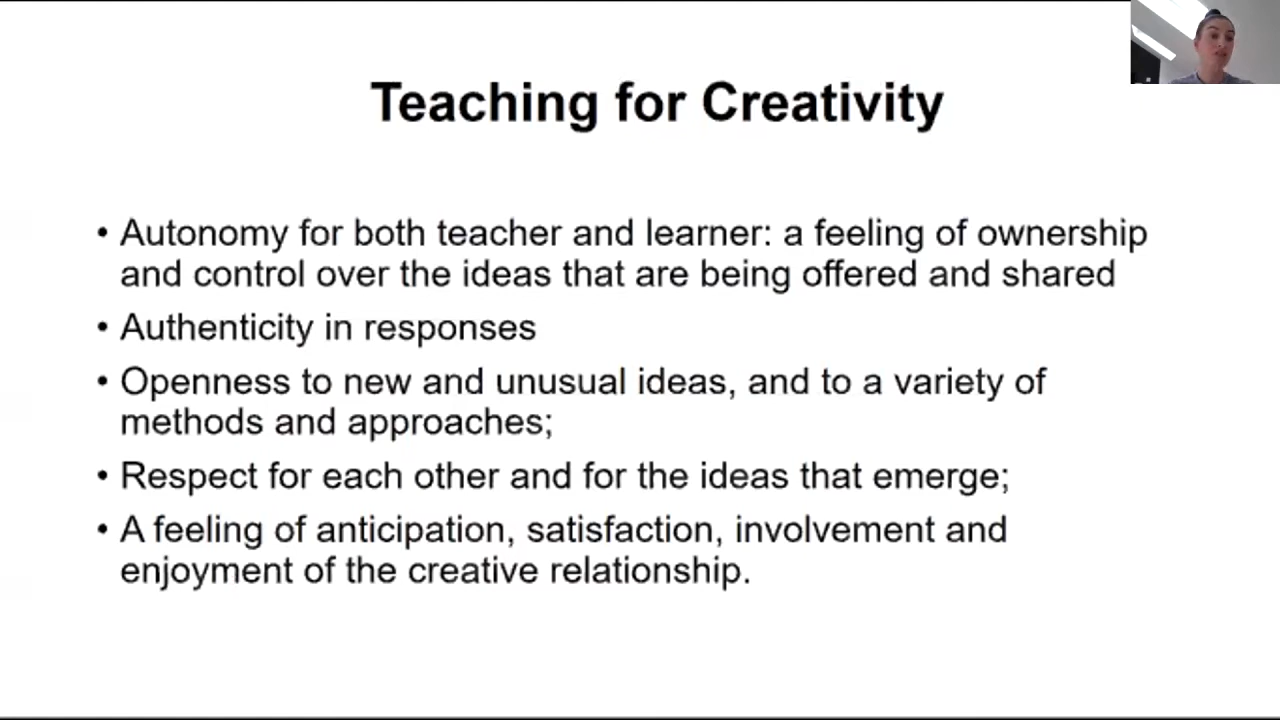 Teaching for Creativity
• Autonomy for both teacher and learner: a feeling of ownership
and control over the ideas that are being offered and shared
• Authenticity in responses
• Openness to new and unusual ideas, and to a variety of
methods and approaches;
• Respect for each other and for the ideas that emerge;
• A feeling of anticipation, satisfaction, involvement and
enjoyment of the creative relationship.